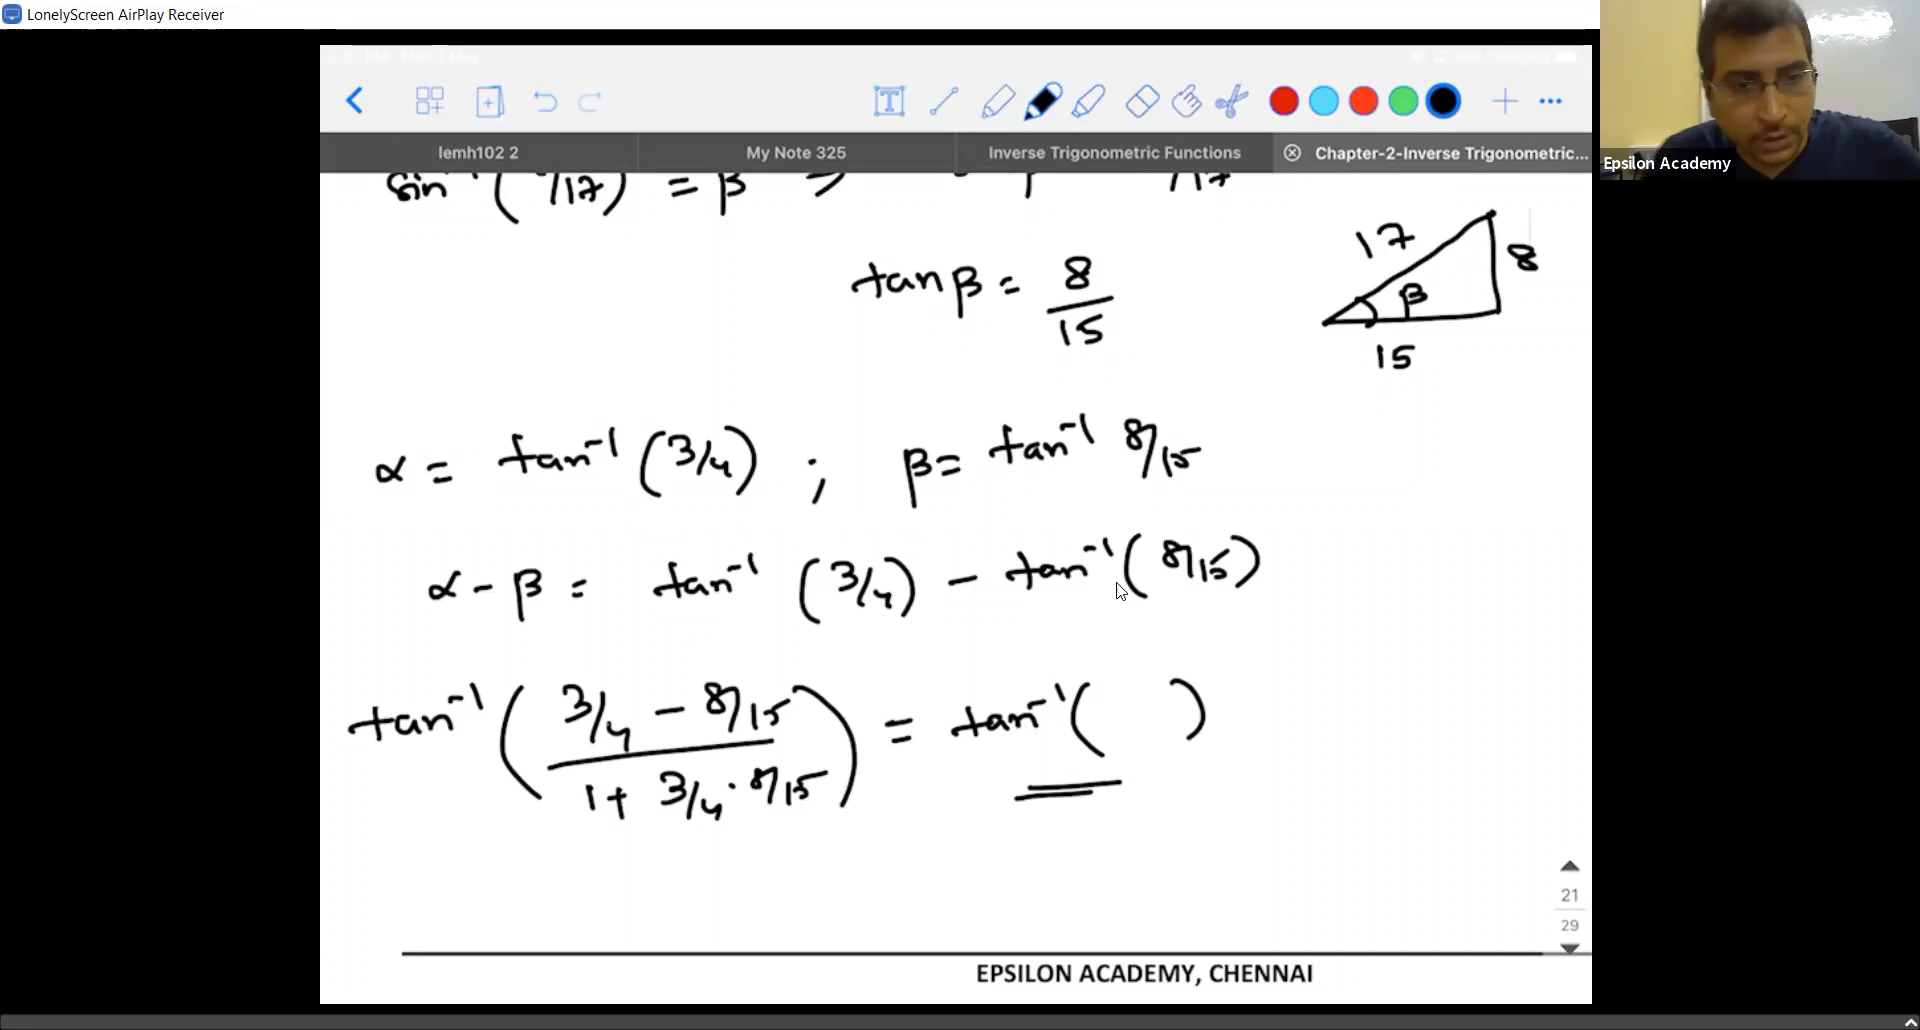 LonelyScreen AirPlay Receiver
lemh102 2
My Note 325
Inverse Trigonometric Functions
Chapter-2-Inverse Trigonometric...
Epsilon Academy
sin ( /17) = β ⇒
17
8
β
15
tan β = 8/15
α = tan⁻¹ (3/4) ; β = tan⁻¹ 8/15
α - β = tan⁻¹ (3/4) - tan⁻¹ (8/15)
tan⁻¹ ( (3/4 - 8/15) / (1 + 3/4 · 8/15) ) = tan⁻¹ ( )
21
29
EPSILON ACADEMY, CHENNAI